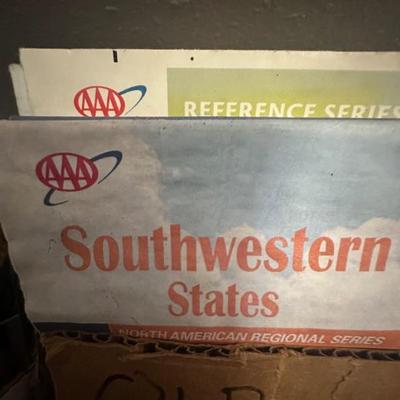 AAA
REFERENCE SERIES
AAA
Southwestern
States
NORTH AMERICAN REGIONAL SERIES